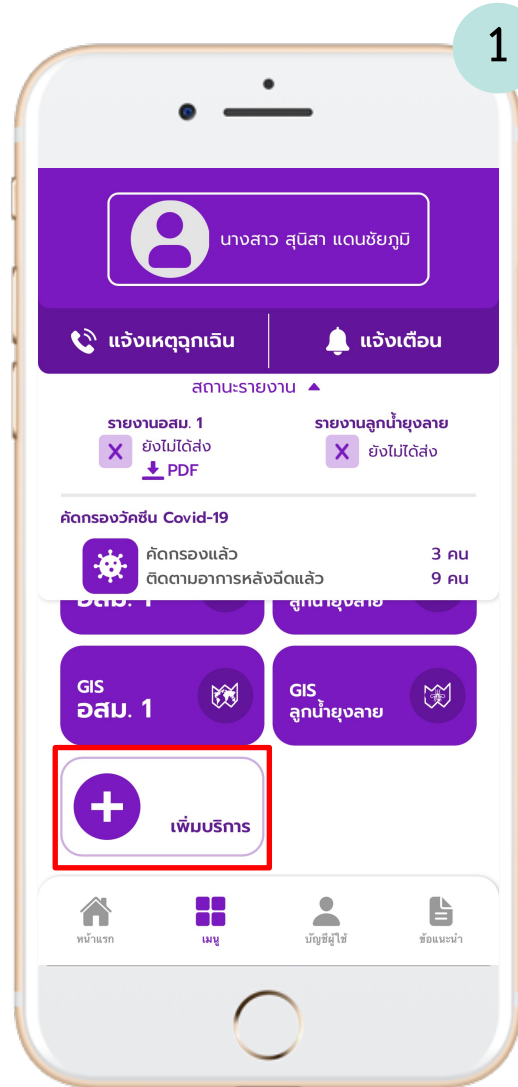 1
นางสาว สุนิสา แดนชัยภูมิ
แจ้งเหตุฉุกเฉิน
แจ้งเตือน
สถานะรายงาน
รายงานอสม. 1
รายงานลูกน้ำยุงลาย
X ยังไม่ได้ส่ง
X ยังไม่ได้ส่ง
PDF
คัดกรองวัคซีน Covid-19
คัดกรองแล้ว 3 คน
ติดตามอาการหลังฉีดแล้ว 9 คน
อสม. 1
ลูกน้ำยุงลาย
GIS
อสม. 1
GIS
ลูกน้ำยุงลาย
เพิ่มบริการ
หน้าแรก
เมนู
บัญชีผู้ใช้
ข้อแนะนำ